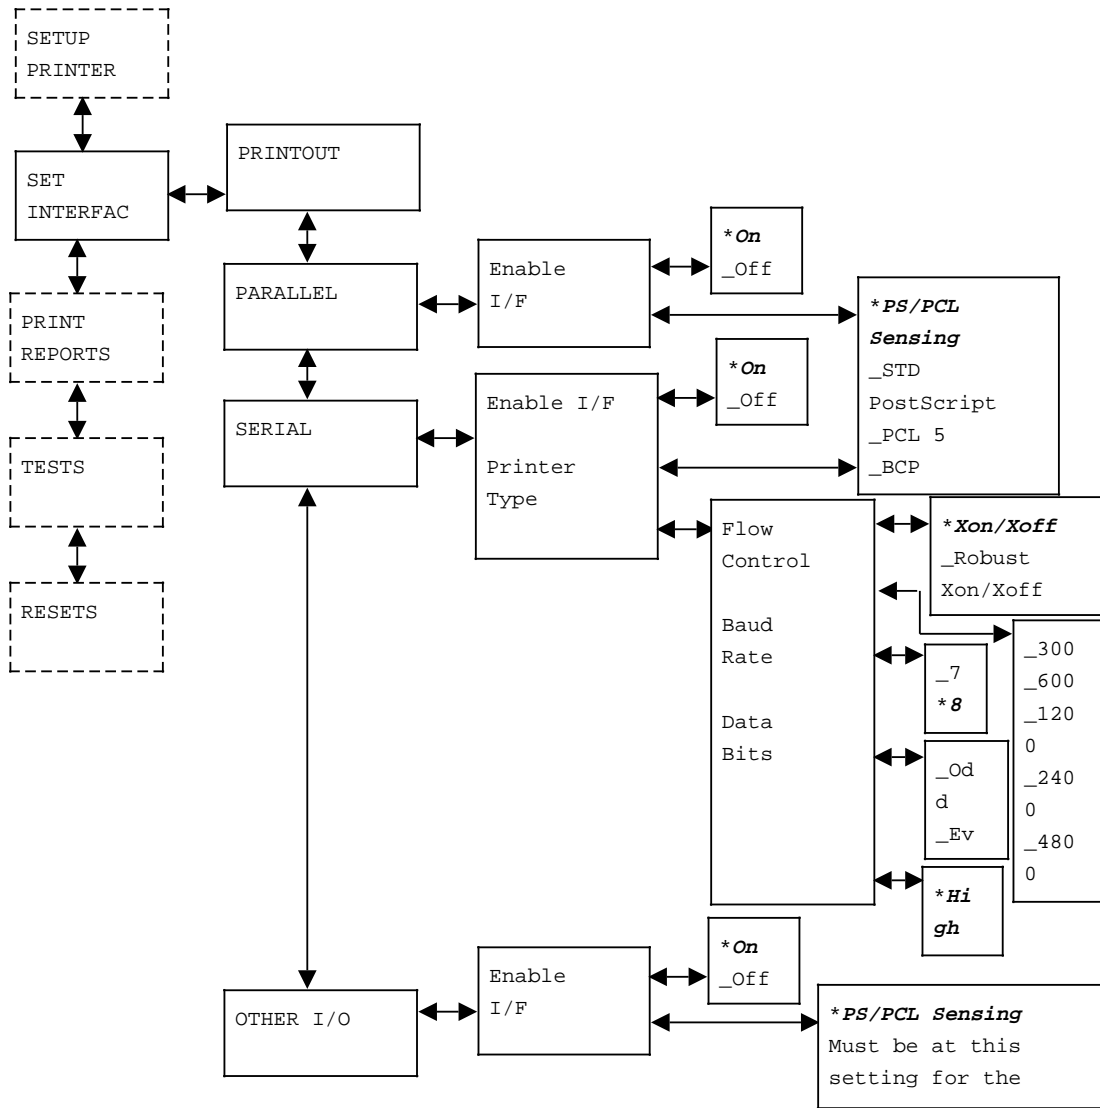 SETUP
PRINTER
SET
INTERFAC
PRINT
REPORTS
TESTS
RESETS
PRINTOUT
PARALLEL
SERIAL
OTHER I/O
Enable
I/F
*On
_Off
*PS/PCL
Sensing
_STD
PostScript
_PCL 5
_BCP
Enable I/F
Printer
Type
*On
_Off
Flow
Control
Baud
Rate
Data
Bits
*Xon/Xoff
_Robust
Xon/Xoff
_300
_600
_120
0
_240
0
_480
0
_7
*8
_Od
d
_Ev
*Hi
gh
Enable
I/F
*On
_Off
*PS/PCL Sensing
Must be at this
setting for the